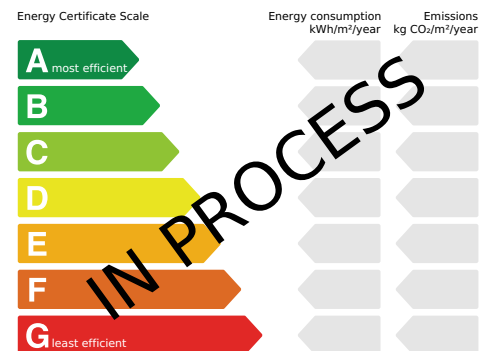 Energy Certificate Scale
Energy consumption
kWh/m²/year
Emissions
kg CO₂/m²/year
A most efficient
B
C
D
E
F
G least efficient
IN PROCESS